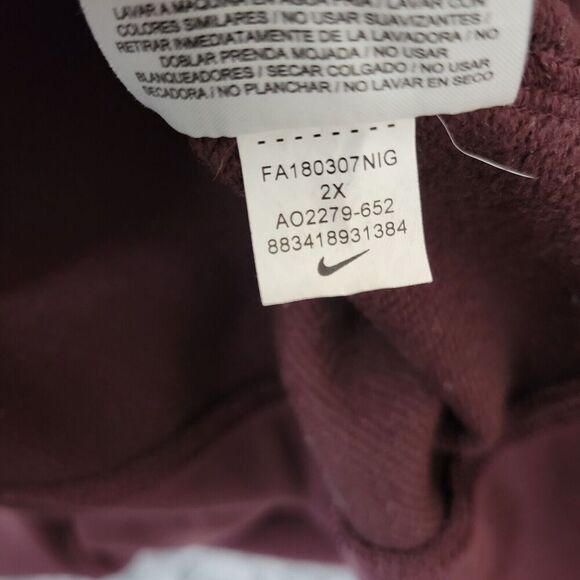 LAVAR A MAQUINA EN AGUA FRIA / LAVAR CON
COLORES SIMILARES / NO USAR SUAVIZANTES /
RETIRAR INMEDIATAMENTE DE LA LAVADORA / NO
DOBLAR PRENDA MOJADA / NO USAR
BLANQUEADORES / SECAR COLGADO / NO USAR
SECADORA / NO PLANCHAR / NO LAVAR EN SECO
FA180307NIG
2X
AO2279-652
883418931384